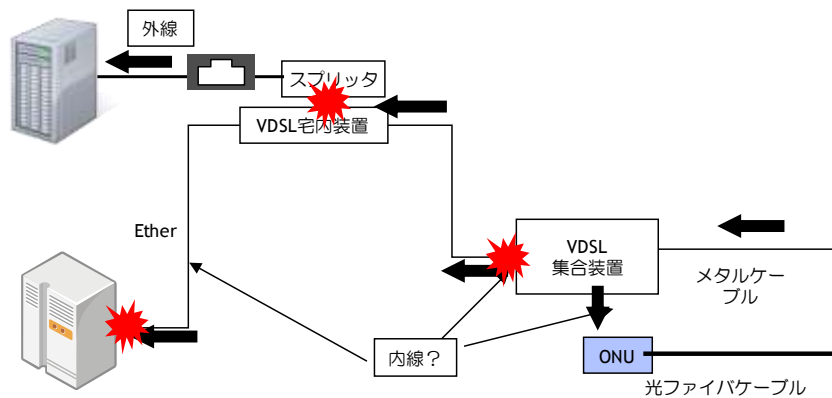 外線
スプリッタ
VDSL宅内装置
Ether
VDSL
集合装置
メタルケー
ブル
内線？
ONU
光ファイバケーブル